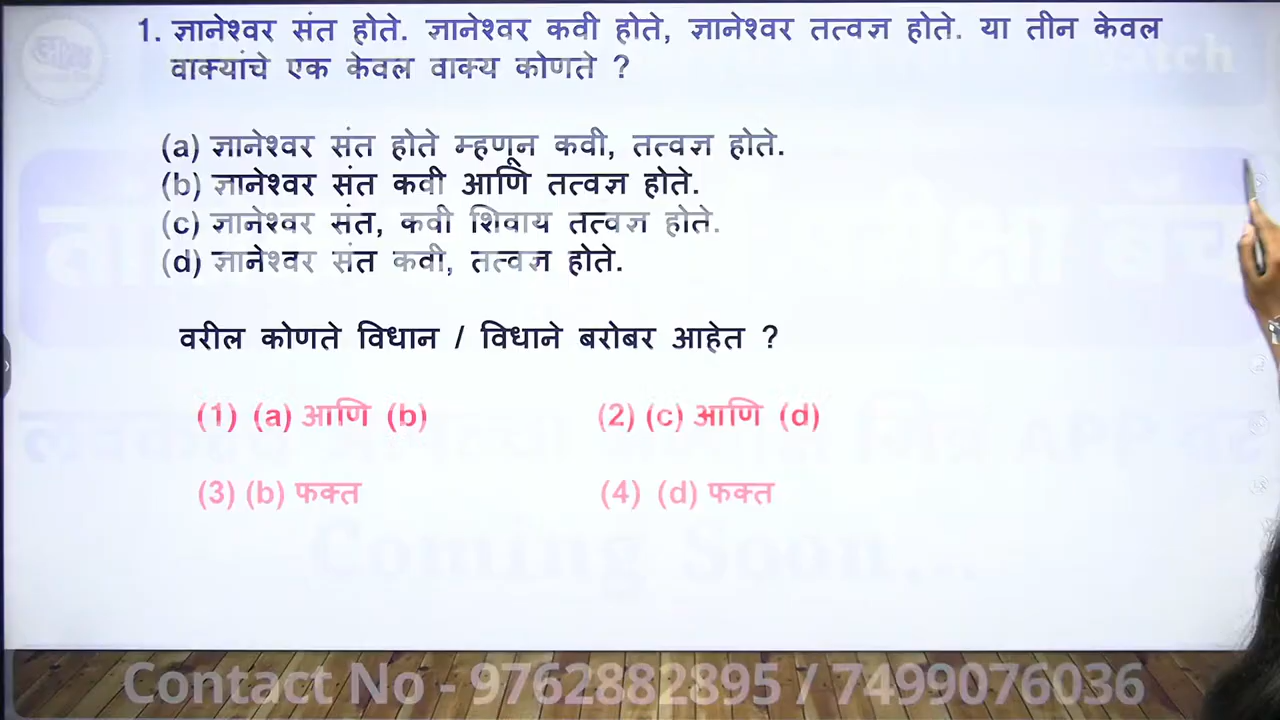 1. ज्ञानेश्वर संत होते. ज्ञानेश्वर कवी होते, ज्ञानेश्वर तत्वज्ञ होते. या तीन केवल
वाक्यांचे एक केवल वाक्य कोणते ?
(a) ज्ञानेश्वर संत होते म्हणून कवी, तत्वज्ञ होते.
(b) ज्ञानेश्वर संत कवी आणि तत्वज्ञ होते.
(c) ज्ञानेश्वर संत, कवी शिवाय तत्वज्ञ होते.
(d) ज्ञानेश्वर संत कवी, तत्वज्ञ होते.
वरील कोणते विधान / विधाने बरोबर आहेत ?
(1) (a) आणि (b) (2) (c) आणि (d)
(3) (b) फक्त (4) (d) फक्त
Coming Soon...
Contact No - 9762882895 / 7499076036